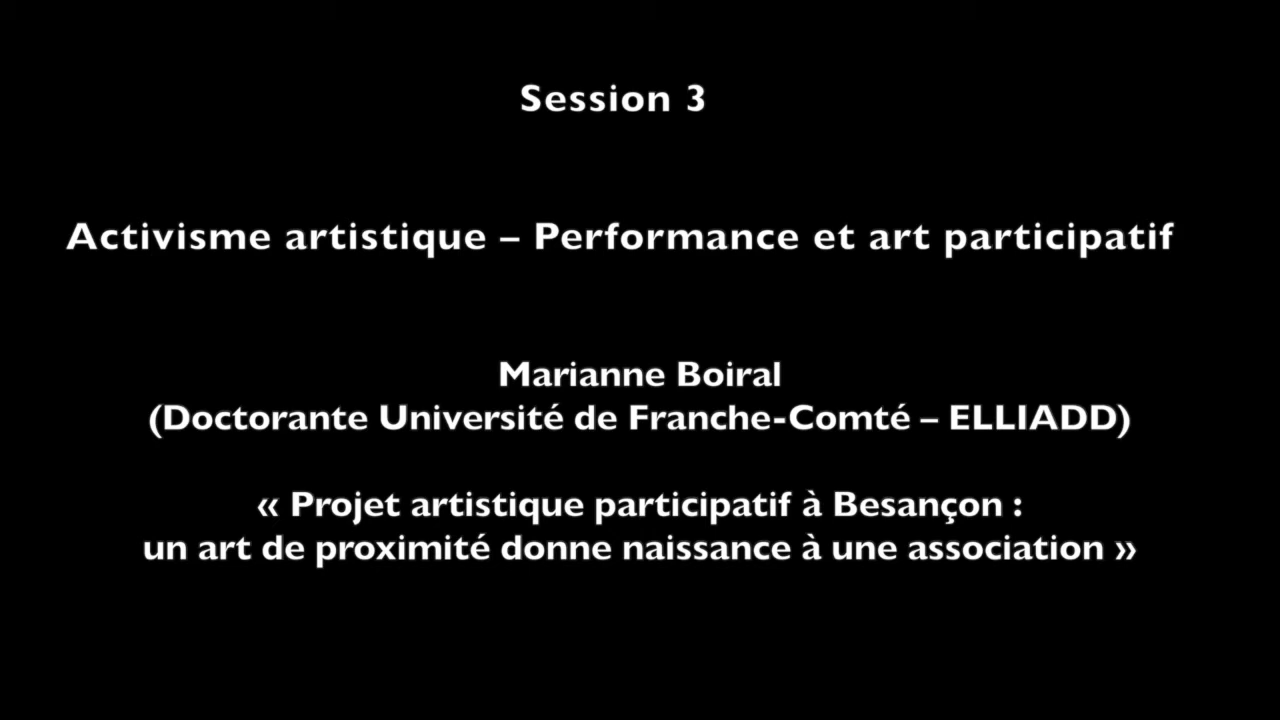 Session 3
Activisme artistique – Performance et art participatif
Marianne Boiral
(Doctorante Université de Franche-Comté – ELLIADD)
« Projet artistique participatif à Besançon :
un art de proximité donne naissance à une association »